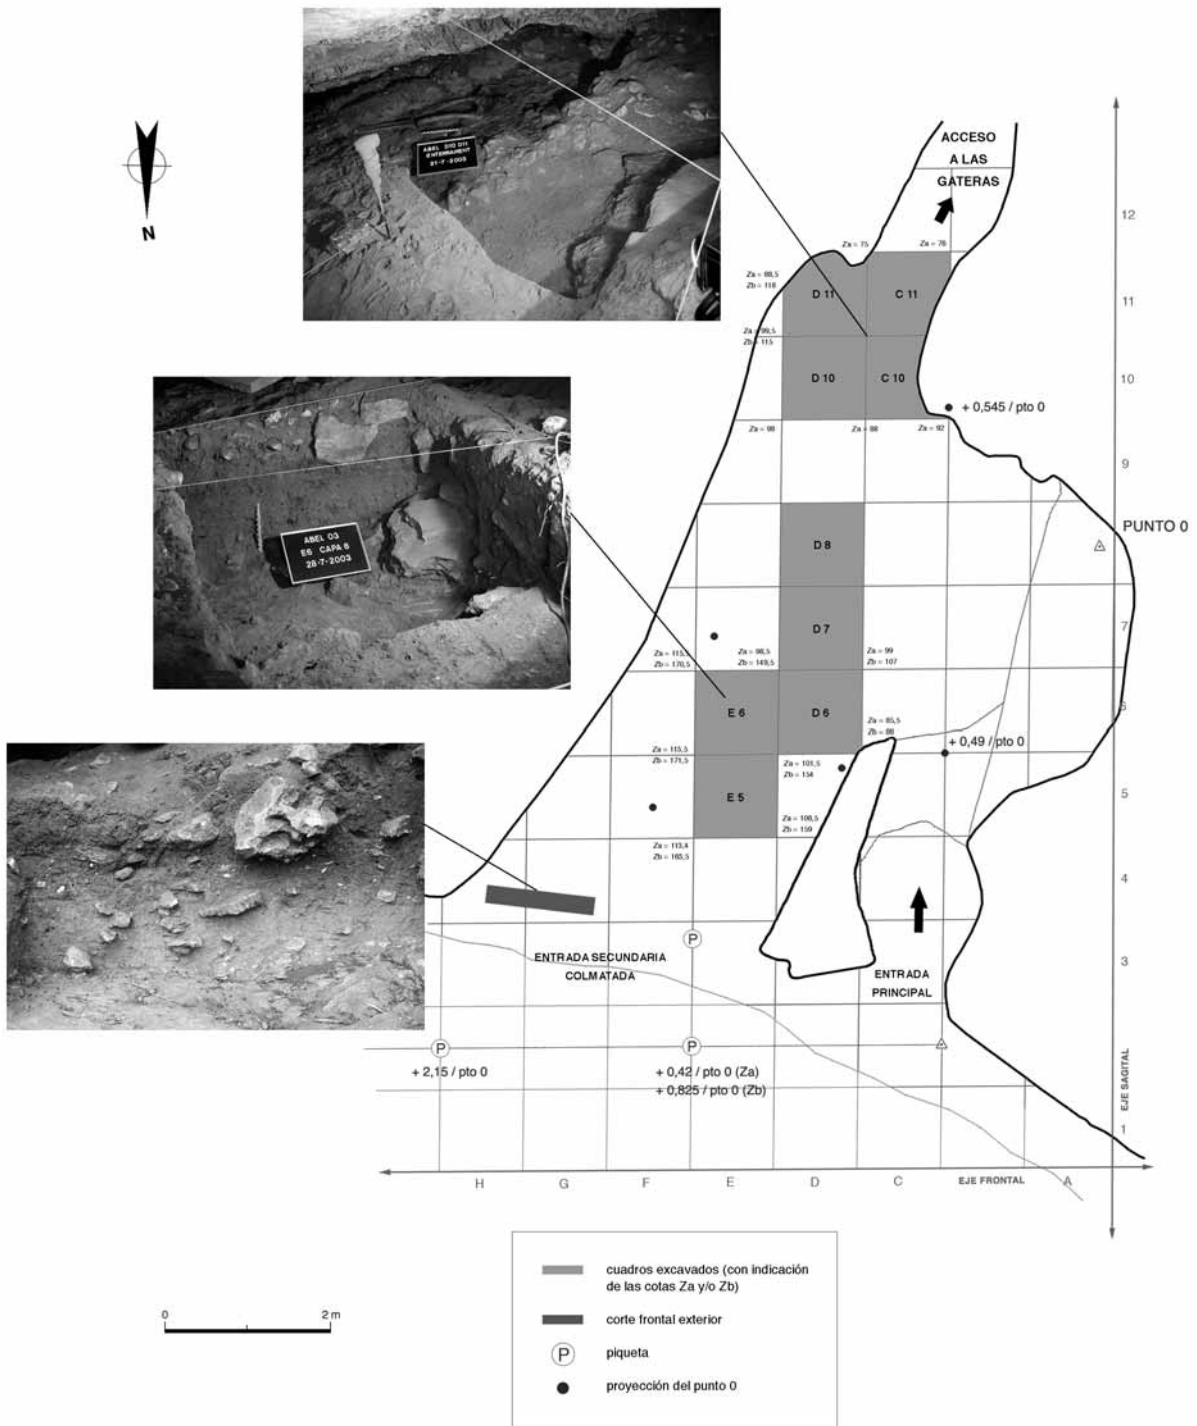 ABEL D10 D11
ENTERRAMENT
21-7-2003
N
ACCESO
A LAS
GATERAS
12
Za = 75
Za = 76
Za = 88,5
Zb = 118
D 11
C 11
11
Za = 99,5
Zb = 115
D 10
C 10
10
+ 0,545 / pto 0
Za = 98
Za = 88
Za = 92
9
ABEL 03
E6 CAPA 6
28-7-2003
D 8
PUNTO 0
D 7
7
Za = 115,5
Zb = 170,5
Za = 98,5
Zb = 149,5
Za = 99
Zb = 107
E 6
D 6
6
Za = 85,5
Zb = 88
+ 0,49 / pto 0
Za = 115,5
Zb = 171,5
Za = 101,5
Zb = 154
E 5
5
Za = 108,5
Zb = 159
Za = 113,4
Zb = 165,5
4
P
ENTRADA SECUNDARIA
COLMATADA
3
ENTRADA
PRINCIPAL
P
P
+ 2,15 / pto 0
+ 0,42 / pto 0 (Za)
+ 0,825 / pto 0 (Zb)
EJE SAGITAL
1
H
G
F
E
D
C
EJE FRONTAL
A
cuadros excavados (con indicación
de las cotas Za y/o Zb)
corte frontal exterior
P
piqueta
proyección del punto 0
0
2 m